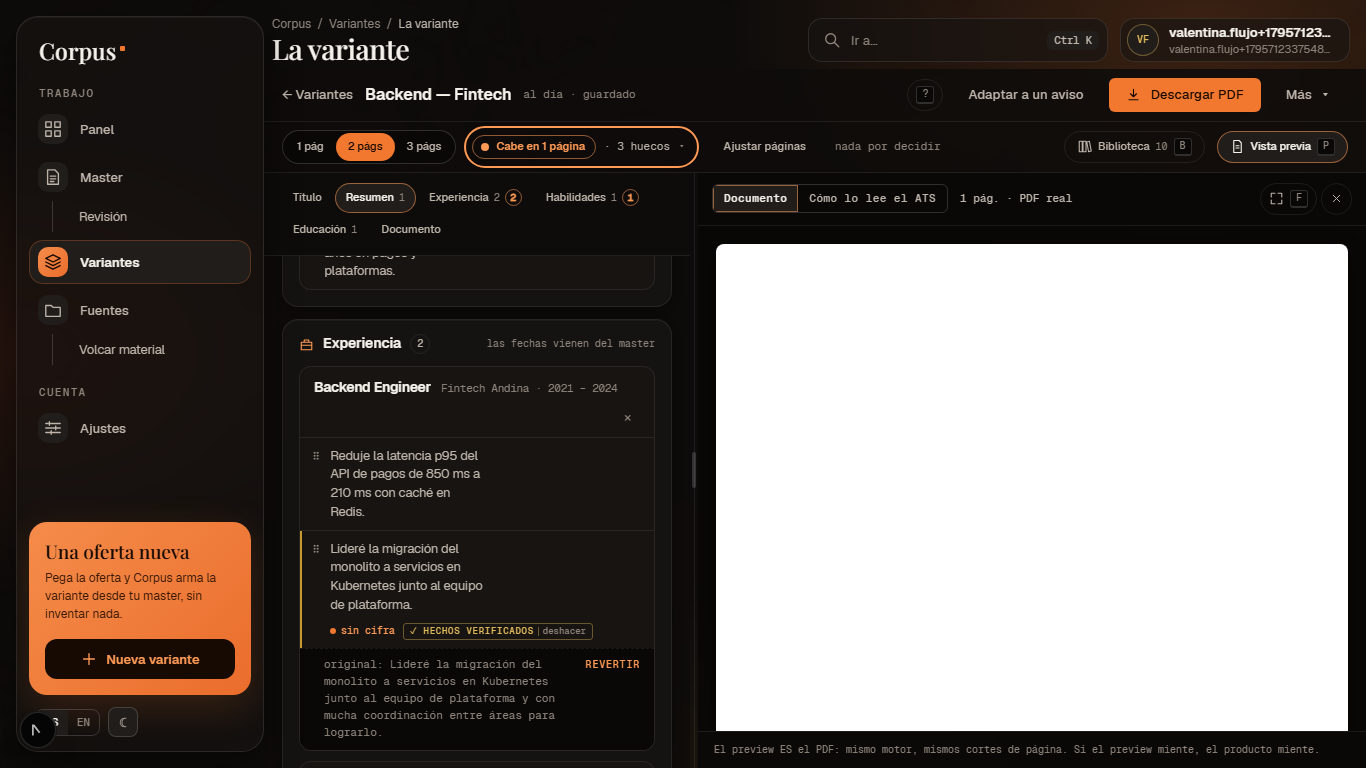 Corpus
TRABAJO
Panel
Master
Revisión
Variantes
Fuentes
Volcar material
CUENTA
Ajustes
Una oferta nueva
Pega la oferta y Corpus arma la
variante desde tu master, sin
inventar nada.
Nueva variante
EN
Corpus / Variantes / La variante
La variante
Ir a…
Ctrl K
VF
valentina.flujo+17957123...
valentina.flujo+1795712337548...
← Variantes
Backend — Fintech
al día · guardado
?
Adaptar a un aviso
Descargar PDF
Más
1 pág
2 págs
3 págs
Cabe en 1 página · 3 huecos
Ajustar páginas
nada por decidir
Biblioteca 10 B
Vista previa P
Título
Resumen 1
Experiencia 2 2
Habilidades 1 1
Educación 1
Documento
plataformas.
Experiencia 2
las fechas vienen del master
Backend Engineer
Fintech Andina · 2021 – 2024
×
Reduje la latencia p95 del
API de pagos de 850 ms a
210 ms con caché en
Redis.
Lideré la migración del
monolito a servicios en
Kubernetes junto al equipo
de plataforma.
sin cifra
✓ HECHOS VERIFICADOS | deshacer
original: Lideré la migración del
monolito a servicios en Kubernetes
junto al equipo de plataforma y con
mucha coordinación entre áreas para
lograrlo.
REVERTIR
Documento
Cómo lo lee el ATS
1 pág. · PDF real
F
×
El preview ES el PDF: mismo motor, mismos cortes de página. Si el preview miente, el producto miente.